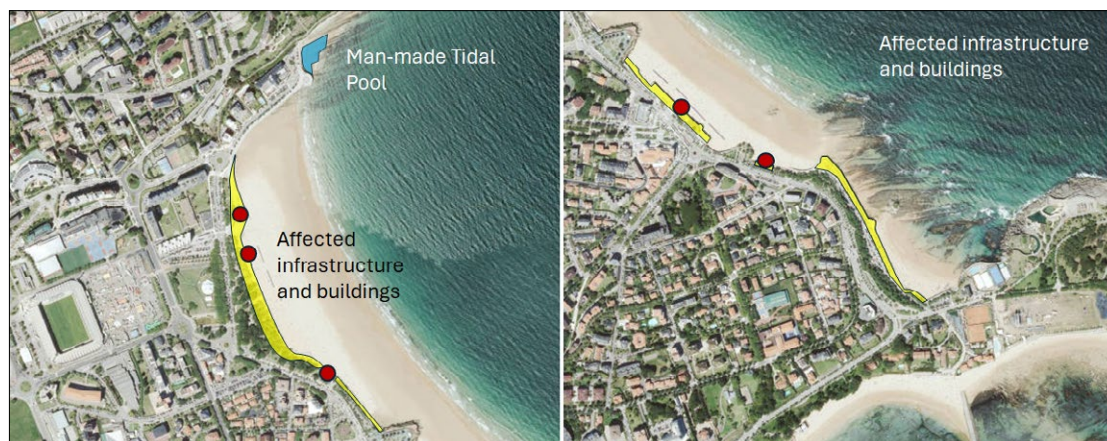 Man-made Tidal
Pool
Affected
infrastructure
and buildings
Affected infrastructure
and buildings